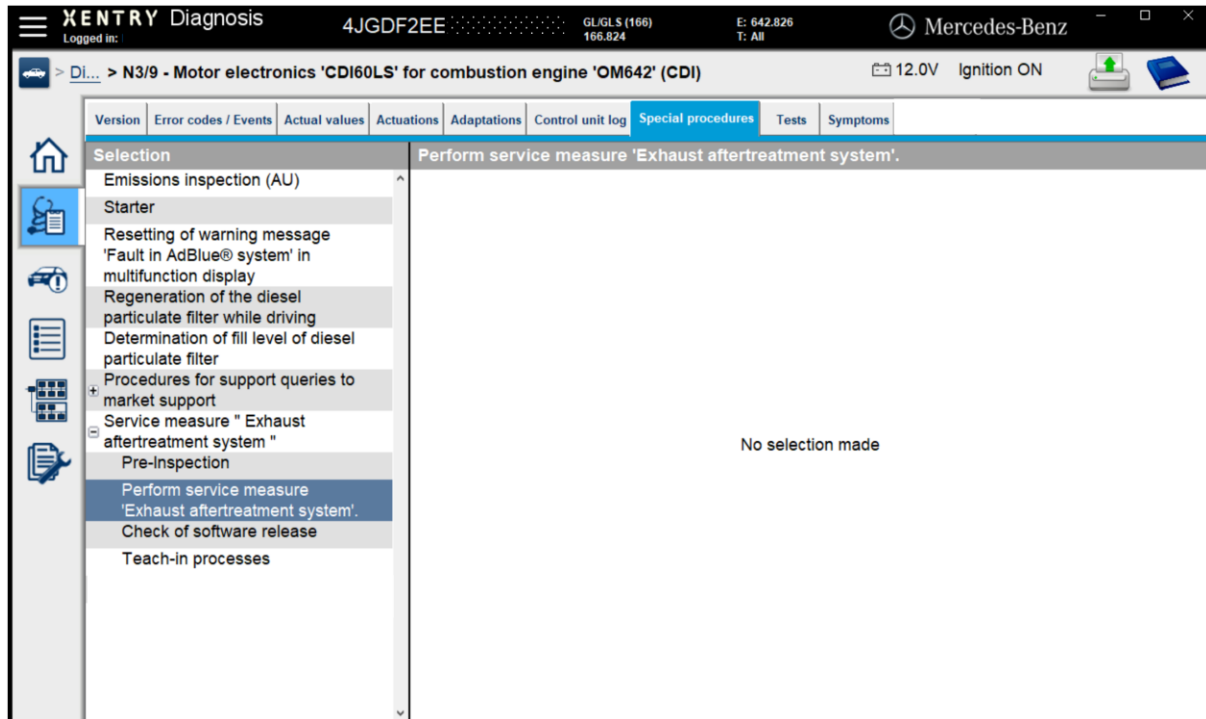 XENTRY Diagnosis
Logged in:
4JGDF2EE
GL/GLS (166)
166.824
E: 642.826
T: All
Mercedes-Benz
> Di... > N3/9 - Motor electronics 'CDI60LS' for combustion engine 'OM642' (CDI)
12.0V
Ignition ON
Version
Error codes / Events
Actual values
Actuations
Adaptations
Control unit log
Special procedures
Tests
Symptoms
Selection
Emissions inspection (AU)
Starter
Resetting of warning message
'Fault in AdBlue® system' in
multifunction display
Regeneration of the diesel
particulate filter while driving
Determination of fill level of diesel
particulate filter
Procedures for support queries to
market support
Service measure " Exhaust
aftertreatment system "
Pre-Inspection
Perform service measure
'Exhaust aftertreatment system'.
Check of software release
Teach-in processes
Perform service measure 'Exhaust aftertreatment system'.
No selection made